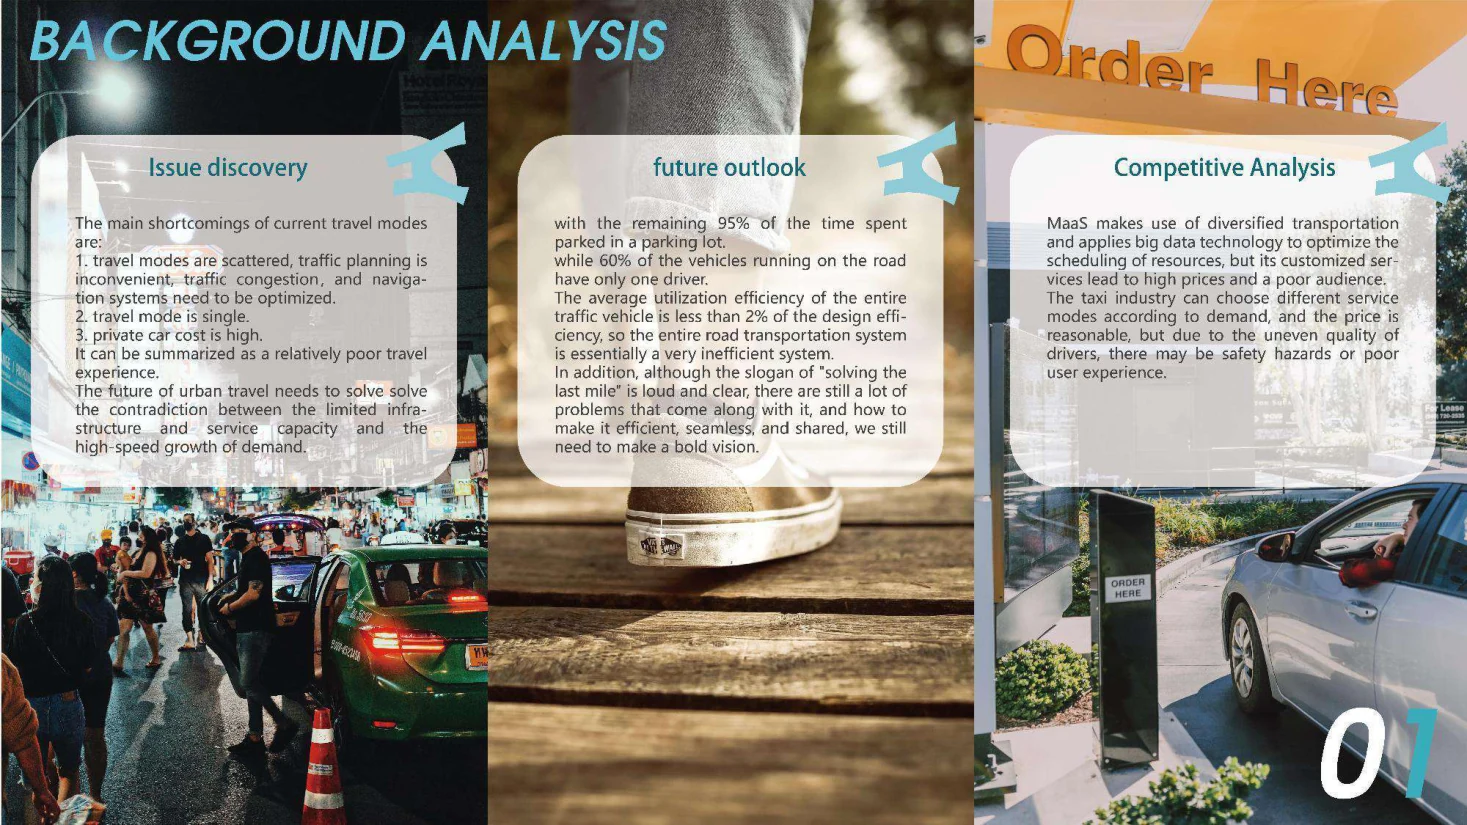 BACKGROUND ANALYSIS
Issue discovery
The main shortcomings of current travel modes
are:
1. travel modes are scattered, traffic planning is
inconvenient, traffic congestion, and naviga-
tion systems need to be optimized.
2. travel mode is single.
3. private car cost is high.
It can be summarized as a relatively poor travel
experience.
The future of urban travel needs to solve solve
the contradiction between the limited infra-
structure and service capacity and the
high-speed growth of demand.
future outlook
with the remaining 95% of the time spent
parked in a parking lot.
while 60% of the vehicles running on the road
have only one driver.
The average utilization efficiency of the entire
traffic vehicle is less than 2% of the design effi-
ciency, so the entire road transportation system
is essentially a very inefficient system.
In addition, although the slogan of "solving the
last mile" is loud and clear, there are still a lot of
problems that come along with it, and how to
make it efficient, seamless, and shared, we still
need to make a bold vision.
Order Here
Competitive Analysis
MaaS makes use of diversified transportation
and applies big data technology to optimize the
scheduling of resources, but its customized ser-
vices lead to high prices and a poor audience.
The taxi industry can choose different service
modes according to demand, and the price is
reasonable, but due to the uneven quality of
drivers, there may be safety hazards or poor
user experience.
For Lease
ORDER
HERE
01